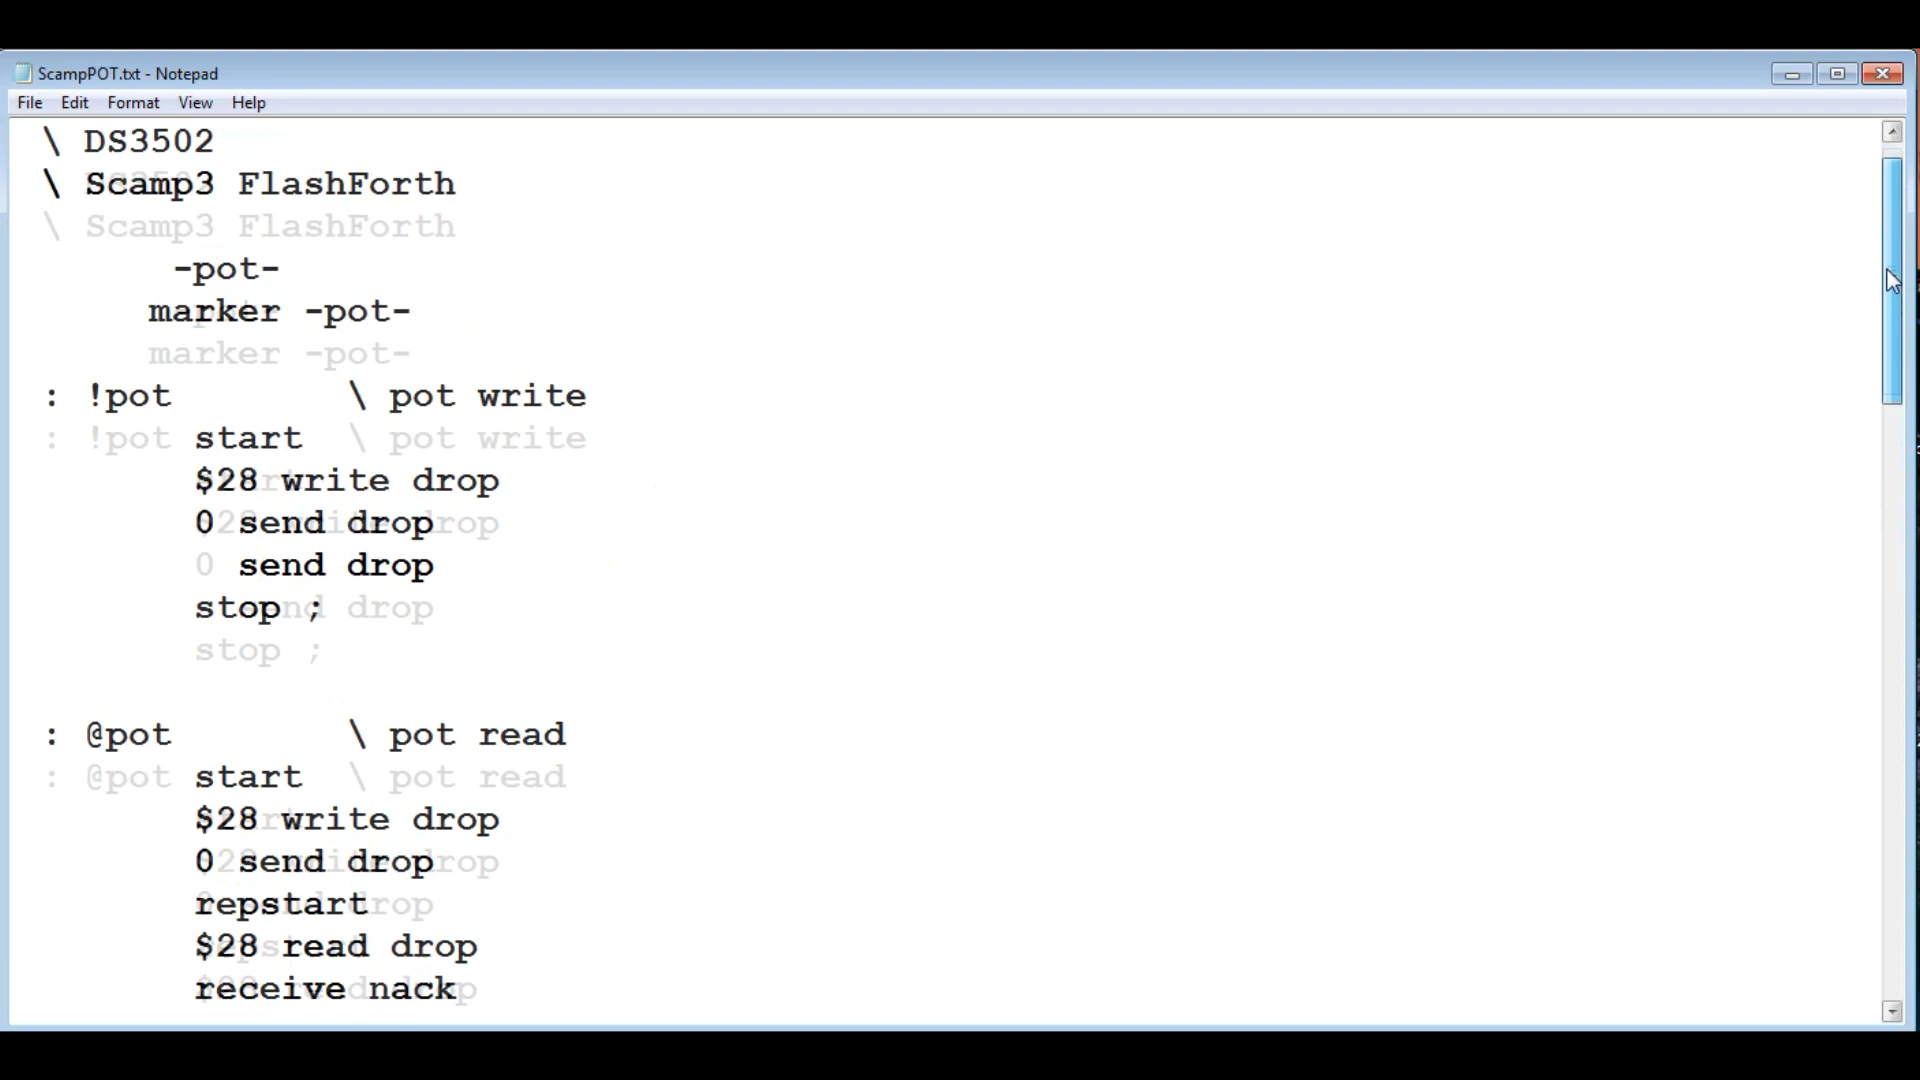 ScampPOT.txt - Notepad
File Edit Format View Help
\ DS3502
\ Scamp3 FlashForth
-pot-
marker -pot-
: !pot \ pot write
start
$28 write drop
0 send drop
send drop
stop ;
: @pot \ pot read
start
$28 write drop
0 send drop
repstart
$28 read drop
receive nack